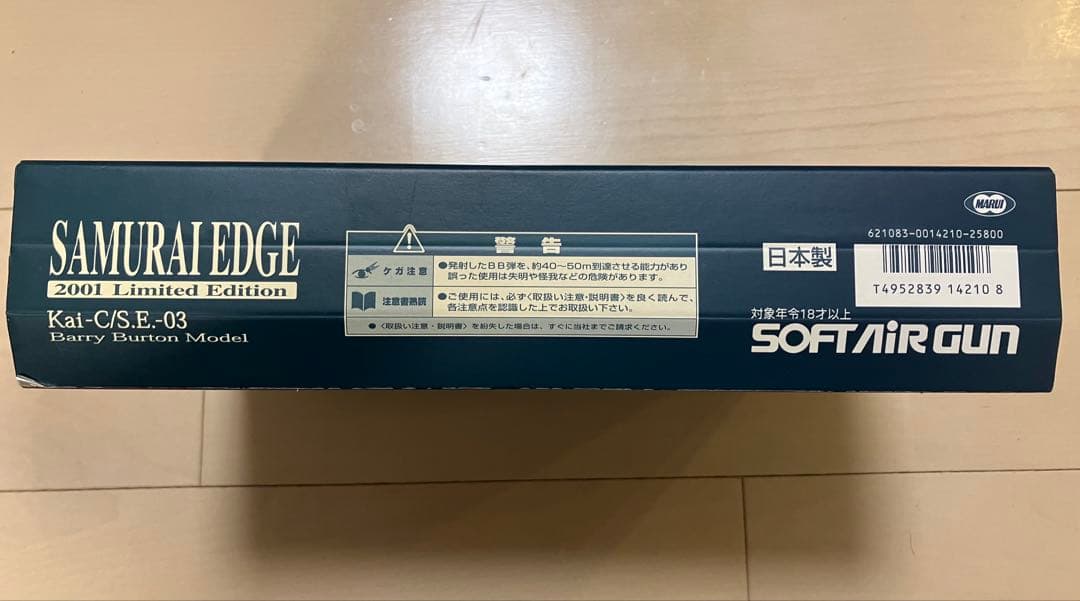 SAMURAI EDGE
2001 Limited Edition
Kai-C/S.E.-03
Barry Burton Model
警告
ケガ注意
●発射したBB弾を、約40〜50m到達させる能力があり
誤った使用は失明や怪我などの危険があります。
注意書熟読
●ご使用には、必ず〈取扱い注意・説明書〉を良く読んで、
各注意点を認識した上でお取扱い下さい。
●〈取扱い注意・説明書〉を紛失した場合は、すぐに当社までご請求ください。
MARUI
621083-0014210-25800
日本製
T4952839 14210 8
対象年令18才以上
SOFT AIR GUN